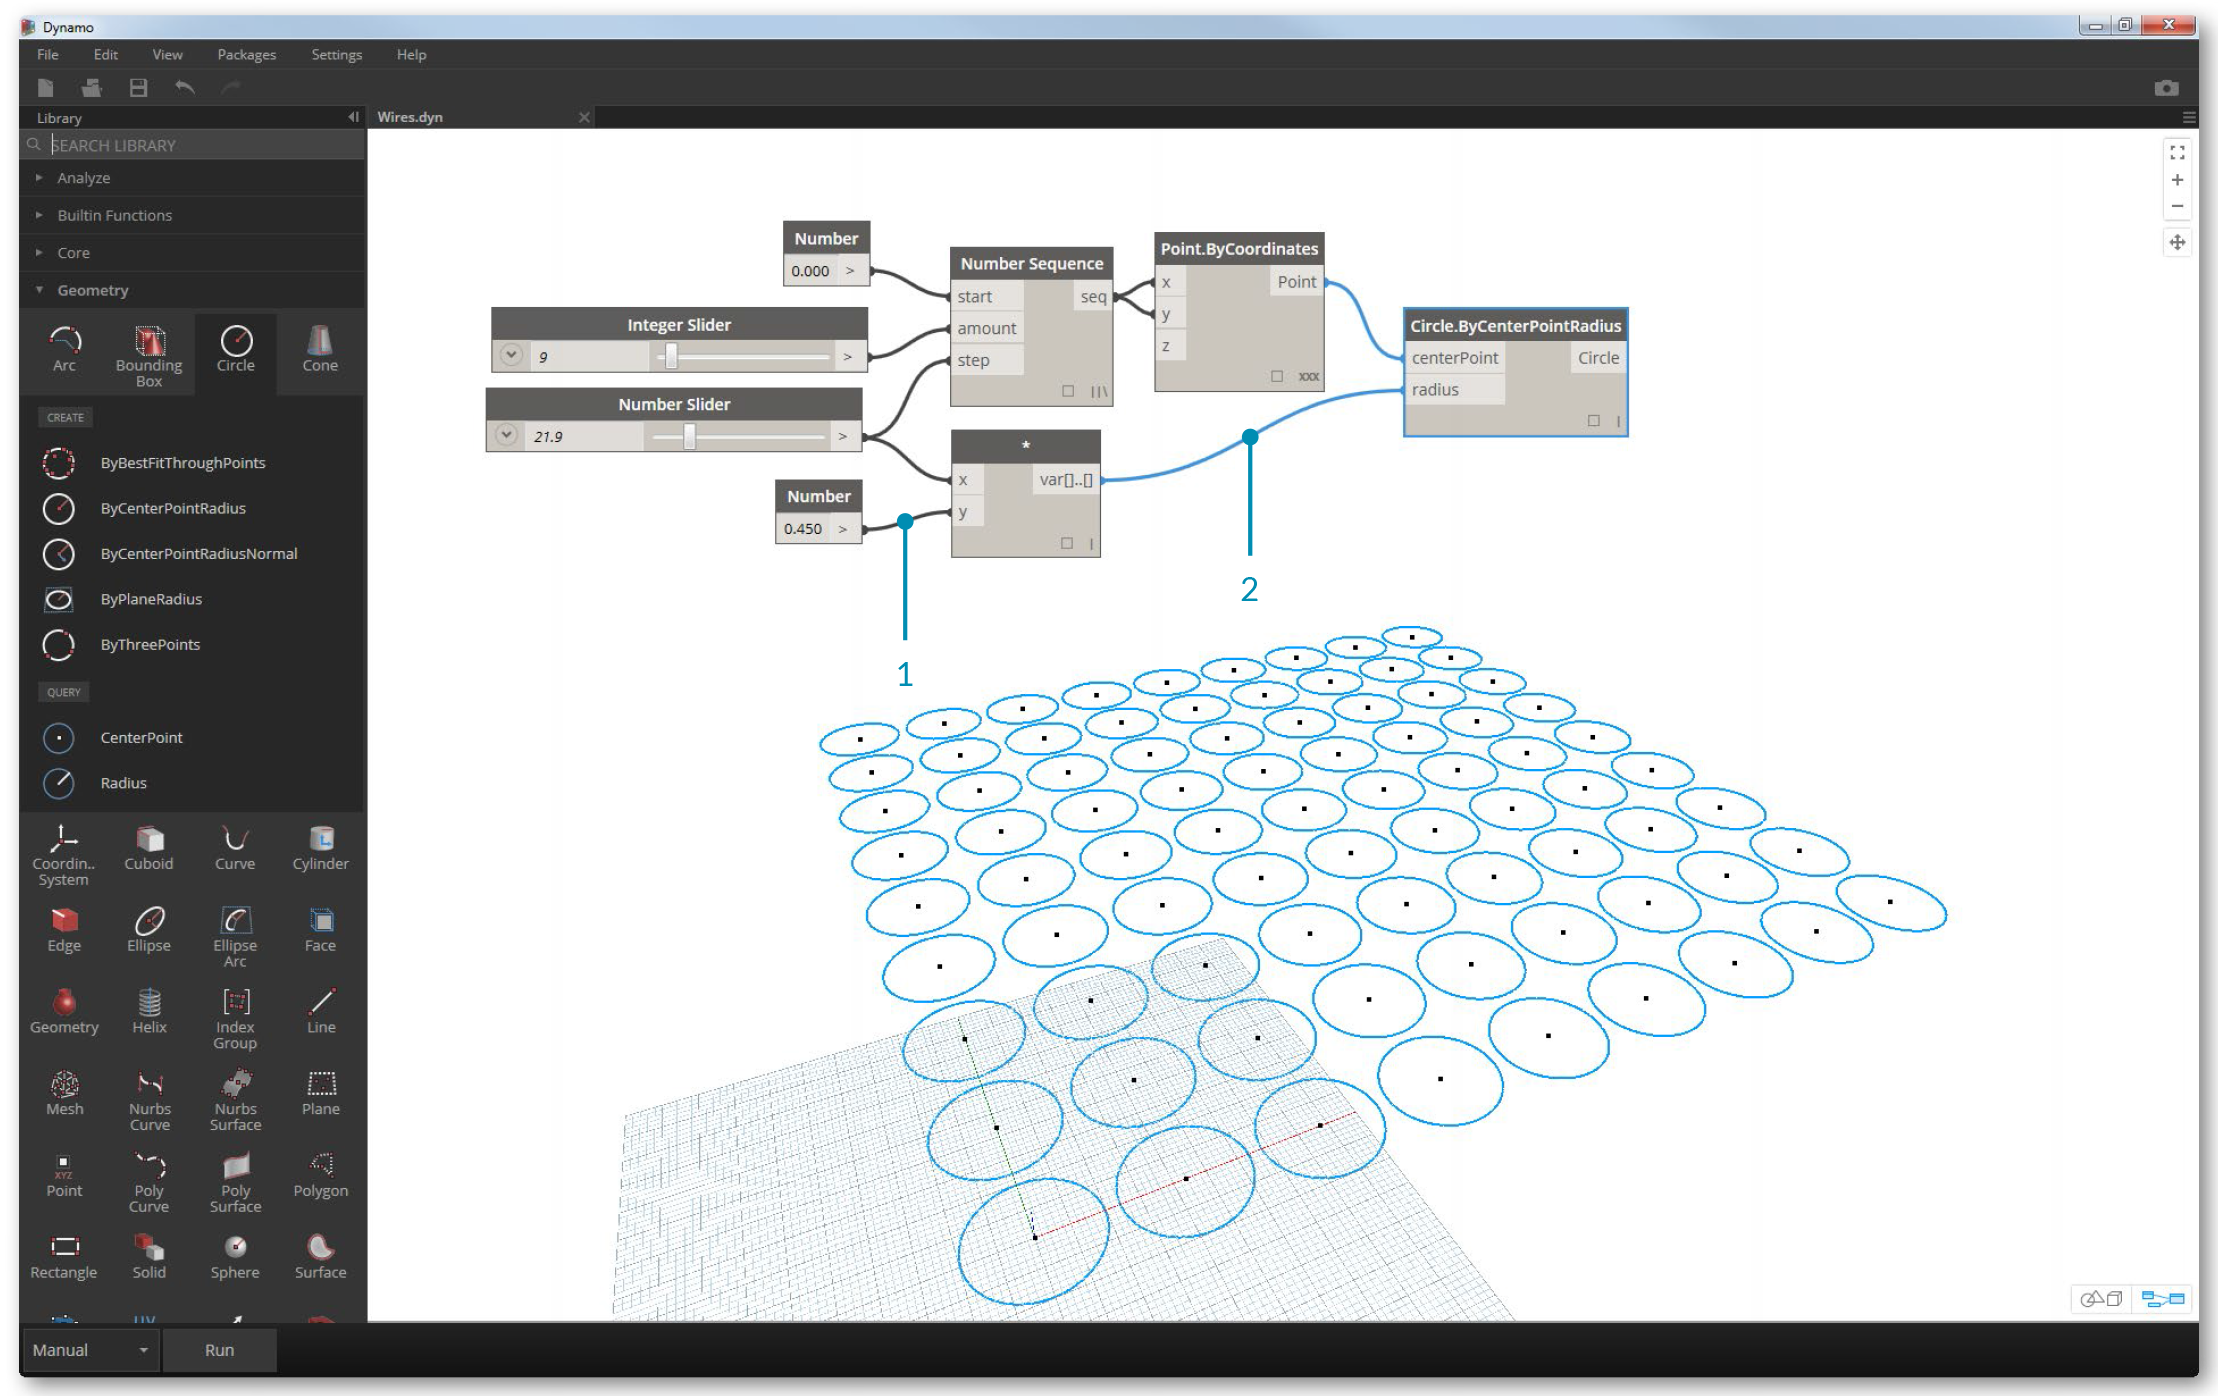 Dynamo
File Edit View Packages Settings Help
Library
Wires.dyn
SEARCH LIBRARY
Analyze
Builtin Functions
Core
Geometry
Arc
Bounding Box
Circle
Cone
CREATE
ByBestFitThroughPoints
ByCenterPointRadius
ByCenterPointRadiusNormal
ByPlaneRadius
ByThreePoints
QUERY
CenterPoint
Radius
Coordin.. System
Cuboid
Curve
Cylinder
Edge
Ellipse
Ellipse Arc
Face
Geometry
Helix
Index Group
Line
Mesh
Nurbs Curve
Nurbs Surface
Plane
XYZ
Point
Poly Curve
Poly Surface
Polygon
Rectangle
Solid
Sphere
Surface
UV
Manual
Run
Number
0.000 >
Integer Slider
9 >
Number Slider
21.9 >
Number
0.450 >
Number Sequence
start seq
amount
step
*
x var[]..[]
y
Point.ByCoordinates
x Point
y
z
xxx
Circle.ByCenterPointRadius
centerPoint Circle
radius
1
2